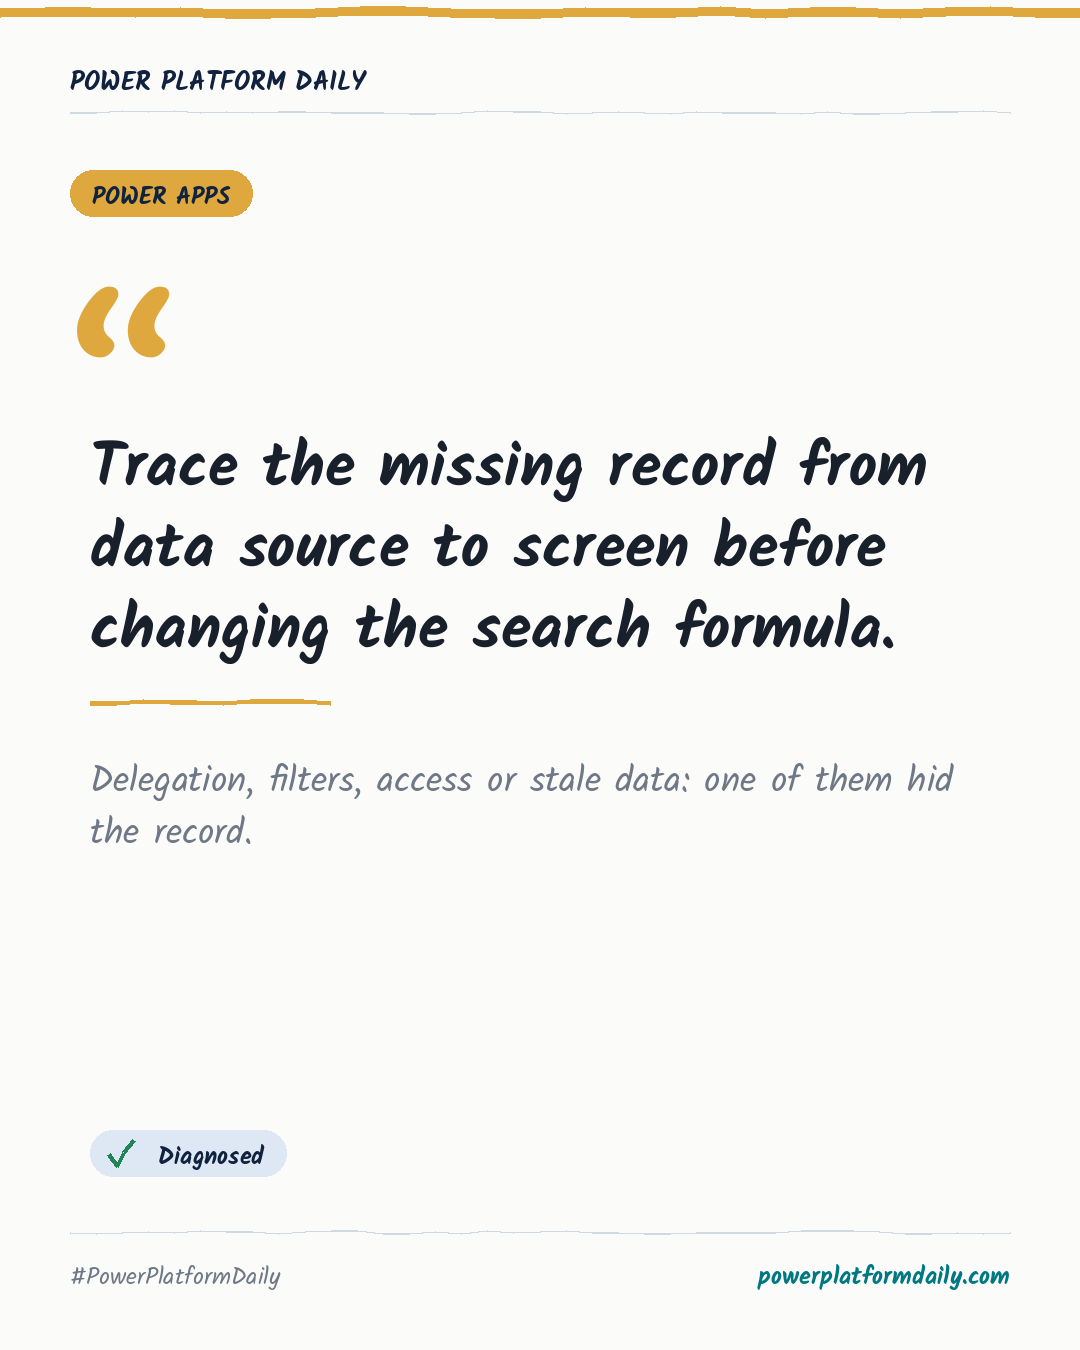 POWER PLATFORM DAILY
POWER APPS
“
Trace the missing record from
data source to screen before
changing the search formula.
Delegation, filters, access or stale data: one of them hid
the record.
✓ Diagnosed
#PowerPlatformDaily
powerplatformdaily.com